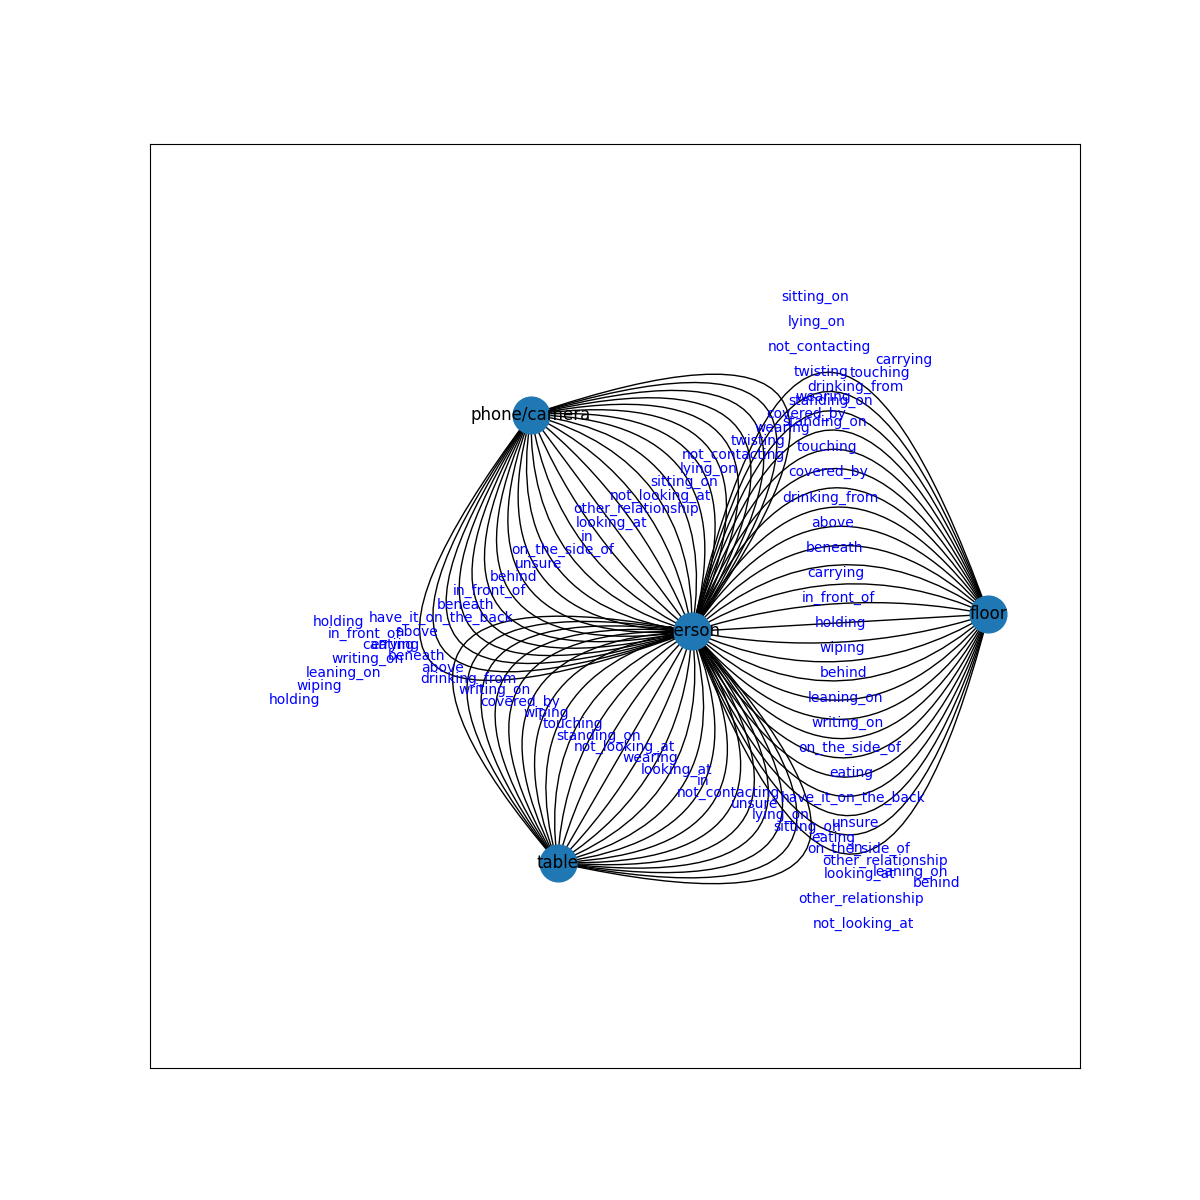 sitting_on
lying_on
not_contacting
carrying
twisting
touching
drinking_from
wearing
standing_on
phone/camera
covered_by
standing_on
wearing
twisting
touching
not_contacting
lying_on
covered_by
sitting_on
not_looking_at
drinking_from
other_relationship
looking_at
above
in
on_the_side_of
beneath
unsure
behind
carrying
in_front_of
beneath
in_front_of
floor
have_it_on_the_back
holding
holding
above
person
in_front_of
eating
carrying
wiping
beneath
writing_on
above
leaning_on
behind
drinking_from
wiping
writing_on
leaning_on
holding
covered_by
wiping
touching
writing_on
standing_on
not_looking_at
on_the_side_of
wearing
looking_at
eating
in
not_contacting
have_it_on_the_back
unsure
lying_on
unsure
sitting_on
eating
on_the_side_of
in
table
other_relationship
looking_at
leaning_on
behind
other_relationship
not_looking_at